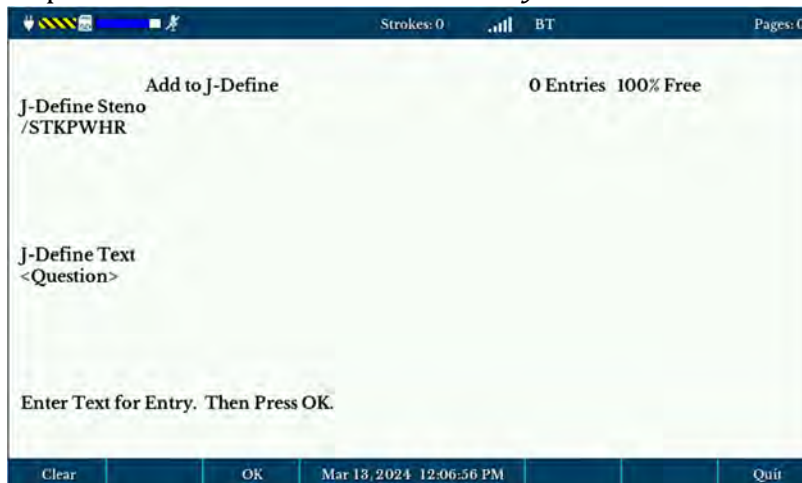 Strokes: 0 BT Pages: 0
Add to J-Define 0 Entries 100% Free
J-Define Steno
/STKPWHR
J-Define Text
<Question>
Enter Text for Entry. Then Press OK.
Clear OK Mar 13, 2024 12:06:56 PM Quit